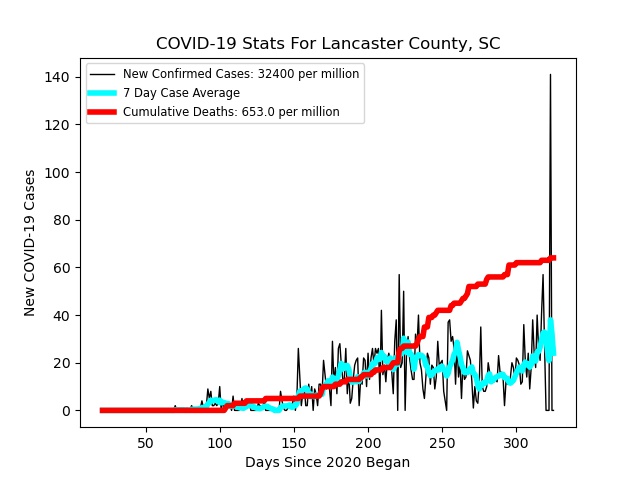 COVID-19 Stats For Lancaster County, SC
New Confirmed Cases: 32400 per million
7 Day Case Average
Cumulative Deaths: 653.0 per million
New COVID-19 Cases
140
120
100
80
60
40
20
0
50 100 150 200 250 300
Days Since 2020 Began